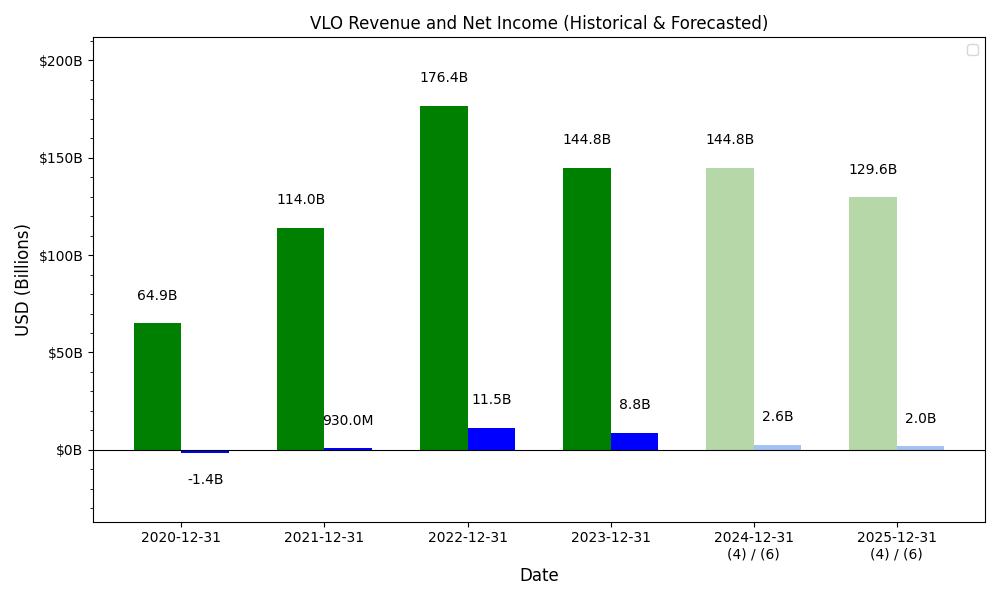 VLO Revenue and Net Income (Historical & Forecasted)
USD (Billions)
$200B
$150B
$100B
$50B
$0B
64.9B
-1.4B
114.0B
930.0M
176.4B
11.5B
144.8B
8.8B
144.8B
2.6B
129.6B
2.0B
2020-12-31
2021-12-31
2022-12-31
2023-12-31
2024-12-31
(4) / (6)
2025-12-31
(4) / (6)
Date